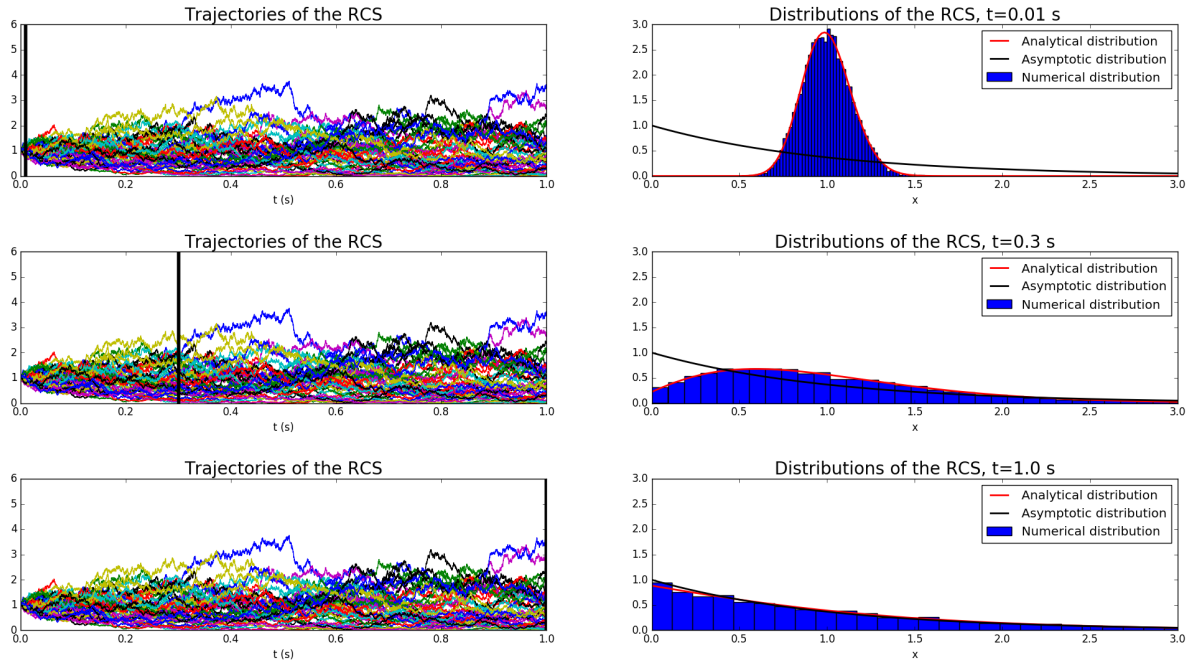 Trajectories of the RCS
6
5
4
3
2
1
0
0.0 0.2 0.4 0.6 0.8 1.0
t (s)
Distributions of the RCS, t=0.01 s
3.0
2.5
2.0
1.5
1.0
0.5
0.0
Analytical distribution
Asymptotic distribution
Numerical distribution
0.0 0.5 1.0 1.5 2.0 2.5 3.0
x
Trajectories of the RCS
6
5
4
3
2
1
0
0.0 0.2 0.4 0.6 0.8 1.0
t (s)
Distributions of the RCS, t=0.3 s
3.0
2.5
2.0
1.5
1.0
0.5
0.0
Analytical distribution
Asymptotic distribution
Numerical distribution
0.0 0.5 1.0 1.5 2.0 2.5 3.0
x
Trajectories of the RCS
6
5
4
3
2
1
0
0.0 0.2 0.4 0.6 0.8 1.0
t (s)
Distributions of the RCS, t=1.0 s
3.0
2.5
2.0
1.5
1.0
0.5
0.0
Analytical distribution
Asymptotic distribution
Numerical distribution
0.0 0.5 1.0 1.5 2.0 2.5 3.0
x